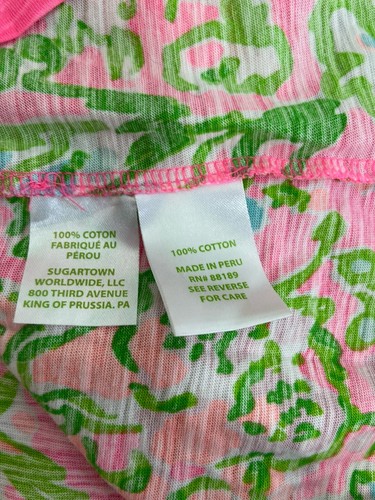 100% COTON
FABRIQUÉ AU
PÉROU
SUGARTOWN
WORLDWIDE, LLC
800 THIRD AVENUE
KING OF PRUSSIA, PA
100% COTTON
MADE IN PERU
RN# 88189
SEE REVERSE
FOR CARE